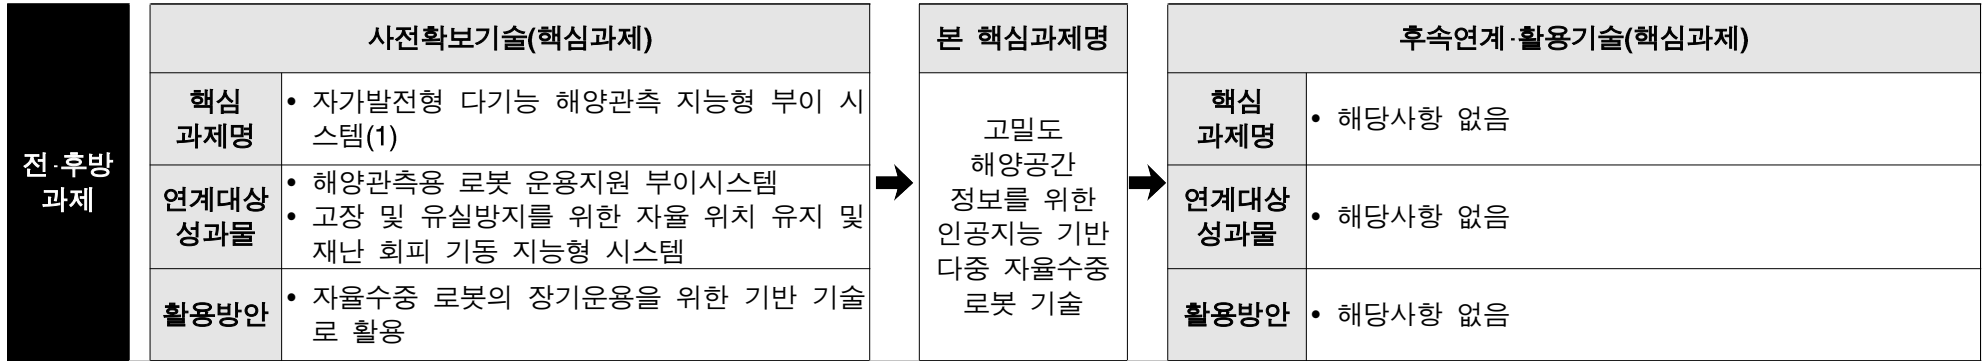 전·후방
과제
사전확보기술(핵심과제)
핵심
과제명
• 자가발전형 다기능 해양관측 지능형 부이 시
스템(1)
연계대상
성과물
• 해양관측용 로봇 운용지원 부이시스템
• 고장 및 유실방지를 위한 자율 위치 유지 및
재난 회피 기동 지능형 시스템
활용방안
• 자율수중 로봇의 장기운용을 위한 기반 기술
로 활용
본 핵심과제명
고밀도
해양공간
정보를 위한
인공지능 기반
다중 자율수중
로봇 기술
후속연계·활용기술(핵심과제)
핵심
과제명
• 해당사항 없음
연계대상
성과물
• 해당사항 없음
활용방안
• 해당사항 없음